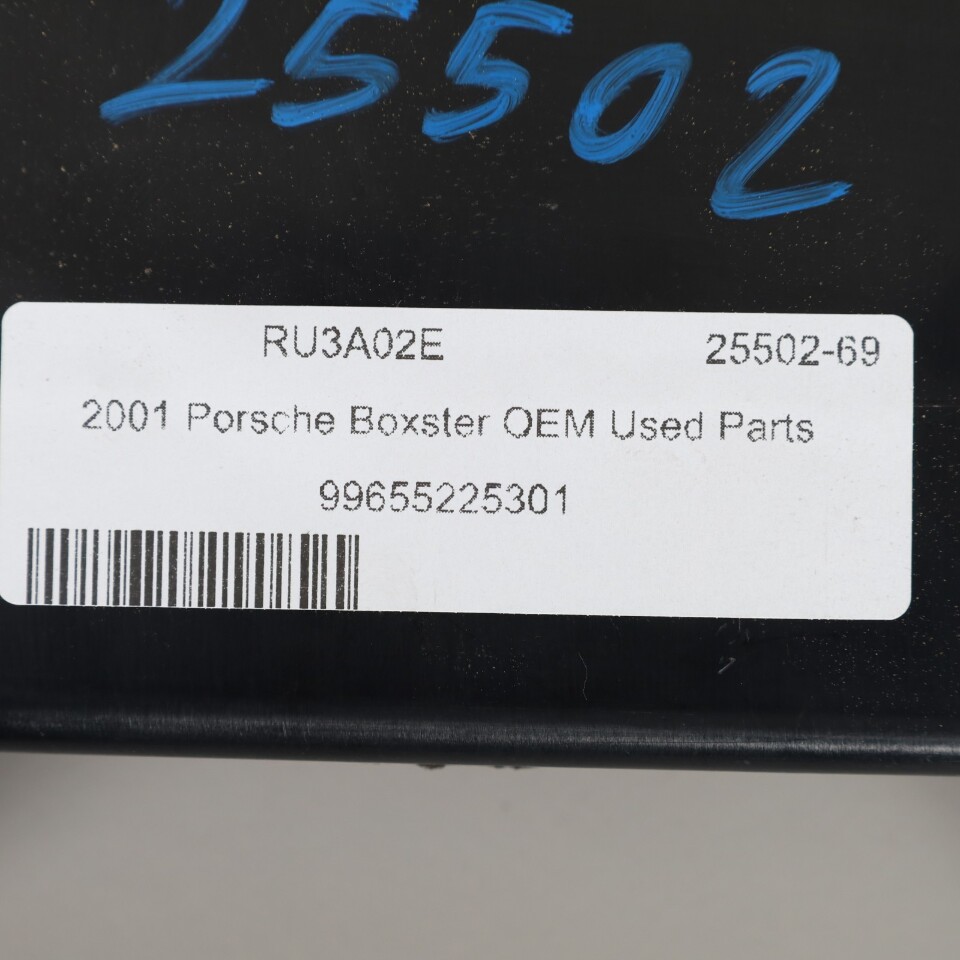 25502
RU3A02E 25502-69
2001 Porsche Boxster OEM Used Parts
99655225301